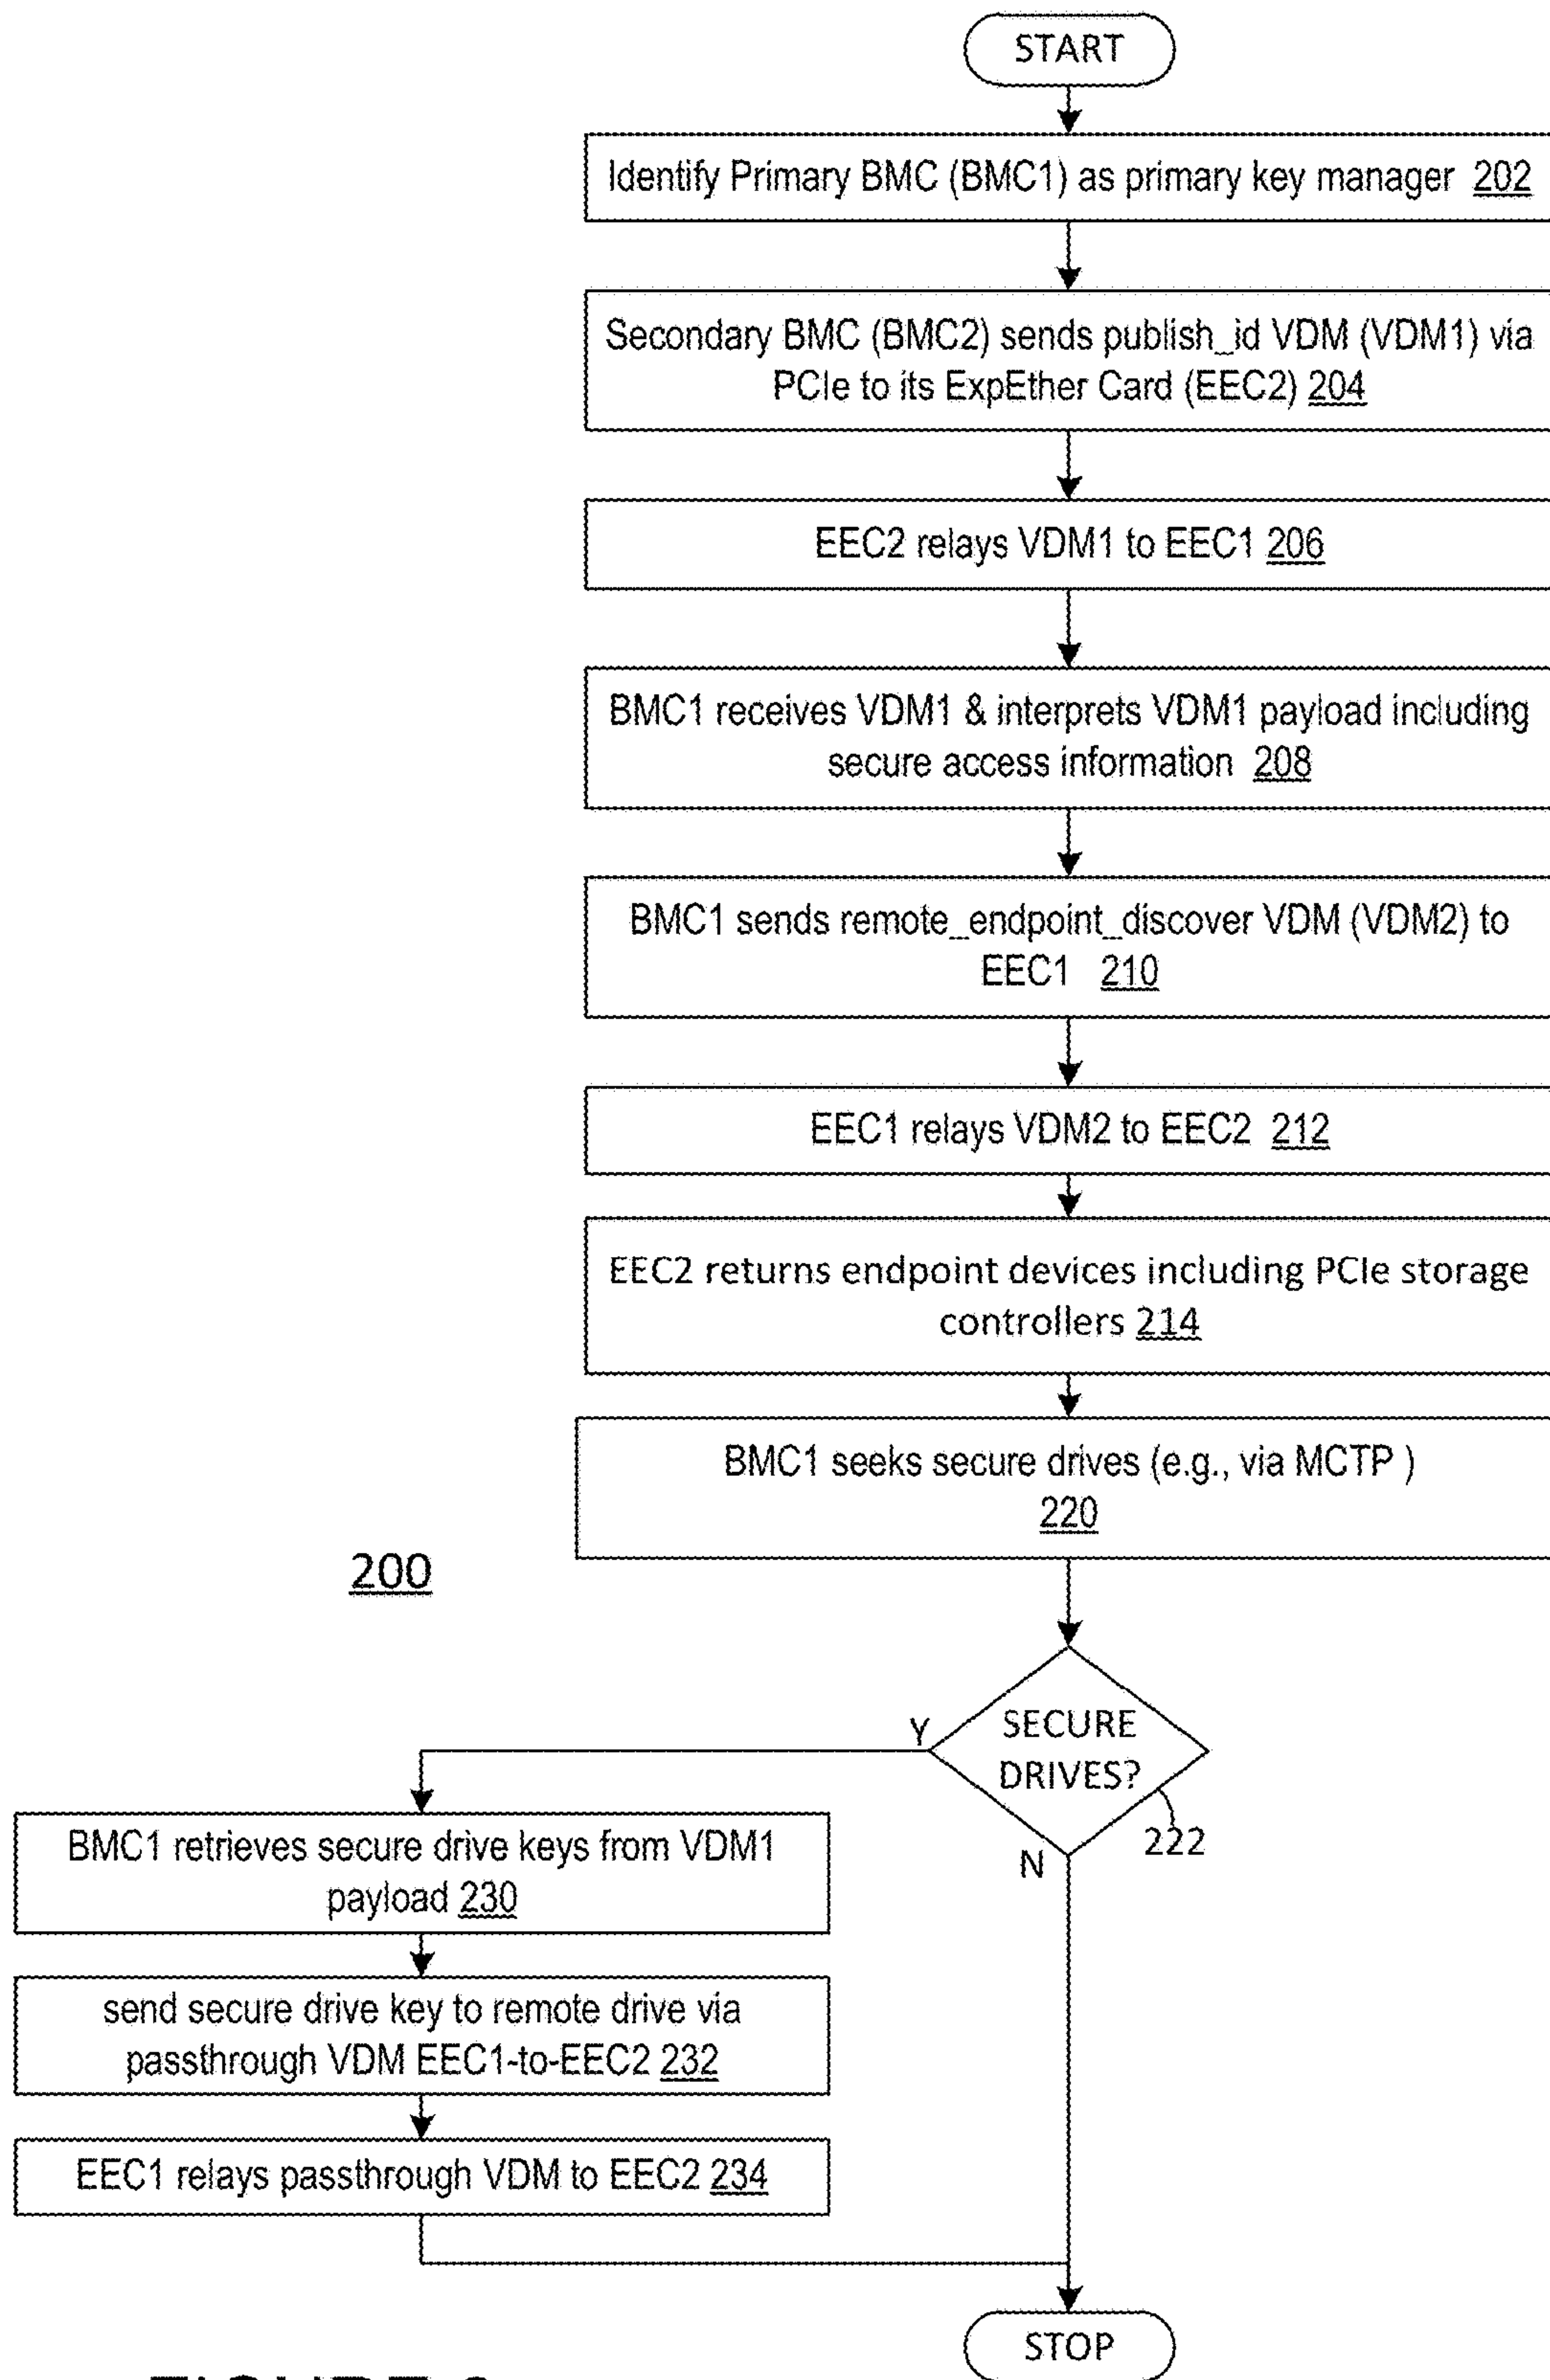 START
Identify Primary BMC (BMC1) as primary key manager 202
Secondary BMC (BMC2) sends publish_id VDM (VDM1) via
PCIe to its ExpEther Card (EEC2) 204
EEC2 relays VDM1 to EEC1 206
BMC1 receives VDM1 & interprets VDM1 payload including
secure access information 208
BMC1 sends remote_endpoint_discover VDM (VDM2) to
EEC1 210
EEC1 relays VDM2 to EEC2 212
EEC2 returns endpoint devices including PCIe storage
controllers 214
BMC1 seeks secure drives (e.g., via MCTP )
220
200
SECURE
DRIVES?
Y
222
N
BMC1 retrieves secure drive keys from VDM1
payload 230
send secure drive key to remote drive via
passthrough VDM EEC1-to-EEC2 232
EEC1 relays passthrough VDM to EEC2 234
STOP